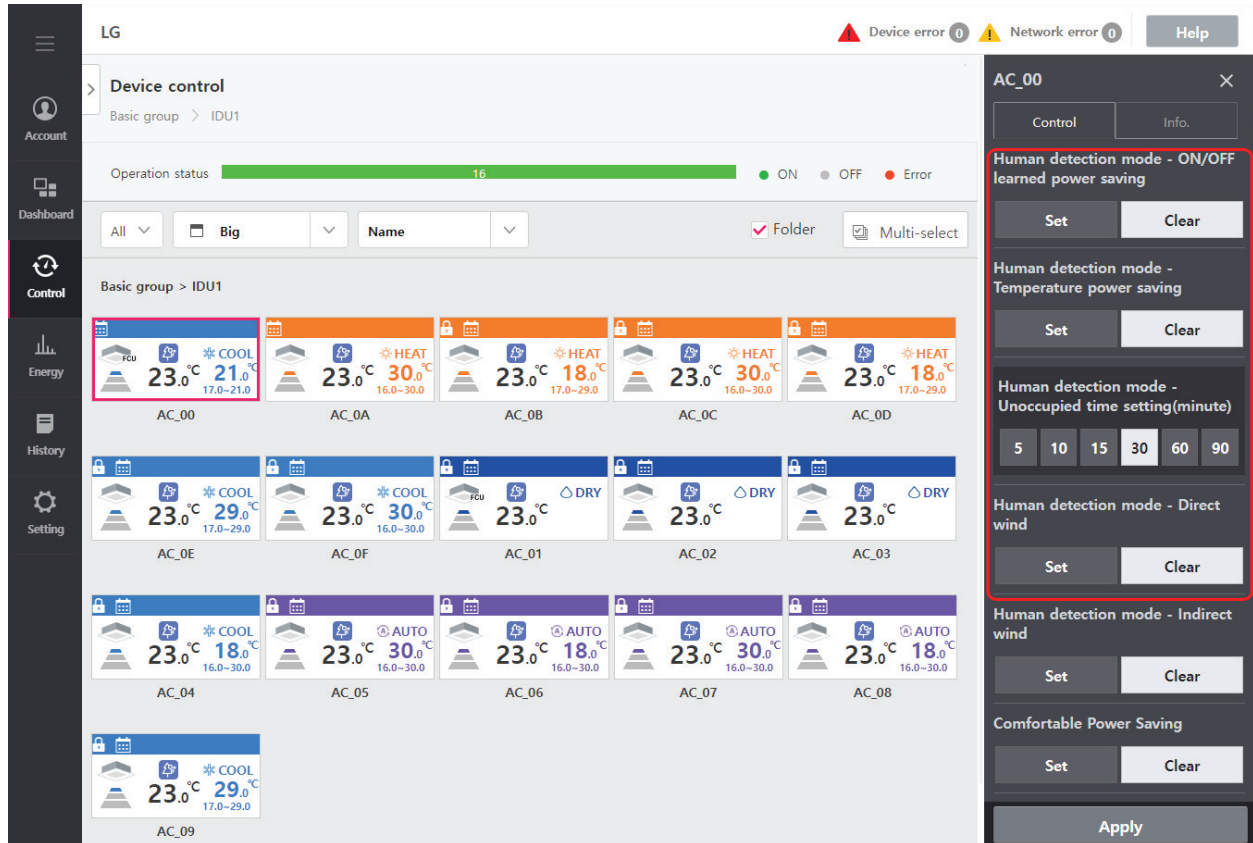 LG
Device error 0
Network error 0
Help
Account
Dashboard
Control
Energy
History
Setting
Device control
Basic group > IDU1
Operation status
16
ON
OFF
Error
All
Big
Name
Folder
Multi-select
Basic group > IDU1
FCU
COOL
23.0°C 21.0°C
17.0~21.0
AC_00
HEAT
23.0°C 30.0°C
16.0~30.0
AC_0A
HEAT
23.0°C 18.0°C
17.0~29.0
AC_0B
HEAT
23.0°C 30.0°C
16.0~30.0
AC_0C
HEAT
23.0°C 18.0°C
17.0~29.0
AC_0D
COOL
23.0°C 29.0°C
17.0~29.0
AC_0E
COOL
23.0°C 30.0°C
16.0~30.0
AC_0F
FCU
DRY
23.0°C
AC_01
DRY
23.0°C
AC_02
DRY
23.0°C
AC_03
COOL
23.0°C 18.0°C
16.0~30.0
AC_04
A AUTO
23.0°C 30.0°C
16.0~30.0
AC_05
A AUTO
23.0°C 18.0°C
16.0~30.0
AC_06
A AUTO
23.0°C 30.0°C
16.0~30.0
AC_07
A AUTO
23.0°C 18.0°C
16.0~30.0
AC_08
COOL
23.0°C 29.0°C
17.0~29.0
AC_09
AC_00
Control
Info.
Human detection mode - ON/OFF
learned power saving
Set
Clear
Human detection mode -
Temperature power saving
Set
Clear
Human detection mode -
Unoccupied time setting(minute)
5 10 15 30 60 90
Human detection mode - Direct
wind
Set
Clear
Human detection mode - Indirect
wind
Set
Clear
Comfortable Power Saving
Set
Clear
Apply